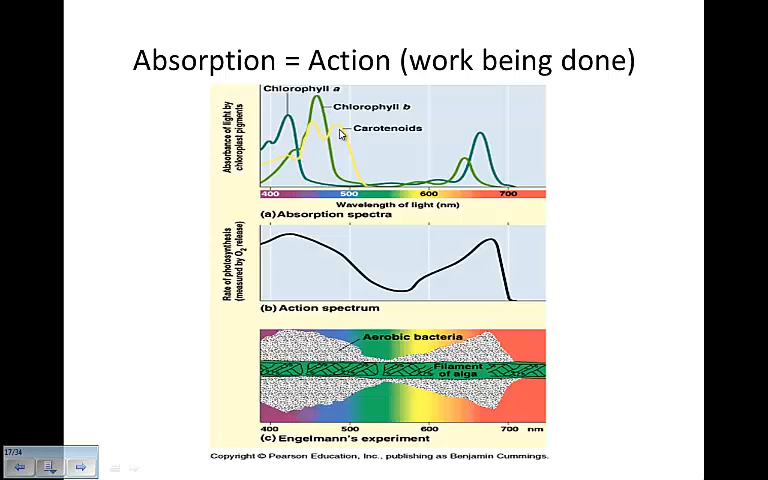 Absorption = Action (work being done)
Chlorophyll a
Chlorophyll b
Carotenoids
Absorbance of light by
chloroplast pigments
400 500 600 700
Wavelength of light (nm)
(a) Absorption spectra
Rate of photosynthesis
(measured by O2 release)
(b) Action spectrum
Aerobic bacteria
Filament
of alga
400 500 600 700 nm
(c) Engelmann's experiment
Copyright © Pearson Education, Inc., publishing as Benjamin Cummings.
17/34